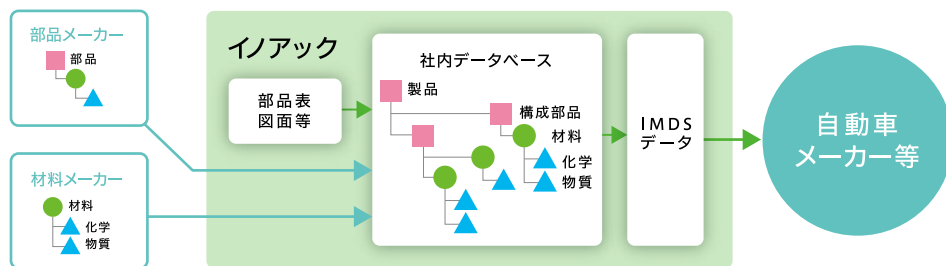 部品メーカー
部品
材料メーカー
材料
化学
物質
イノアック
部品表
図面等
社内データベース
製品
構成部品
材料
化学
物質
IMDS
データ
自動車
メーカー等